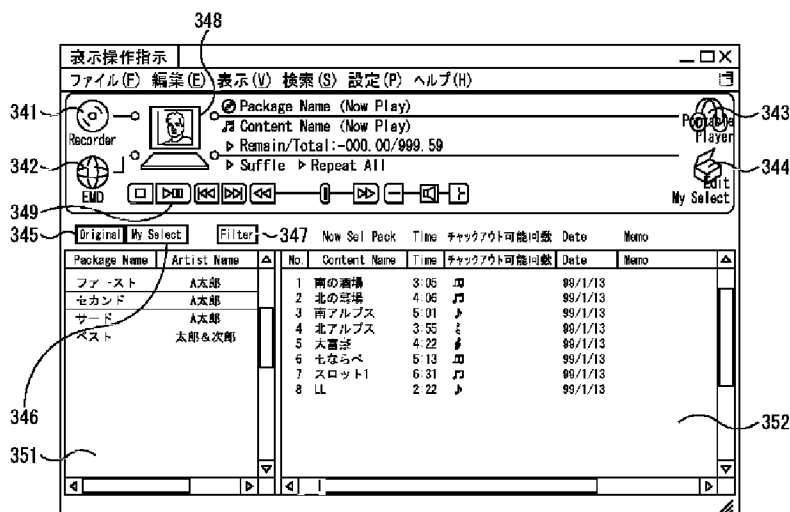 348
表示操作指示
ファイル(F) 編集(E) 表示(V) 検索(S) 設定(P) ヘルプ(H)
341
Recorder
Package Name (Now Play)
Content Name (Now Play)
Remain/Total:-000.00/999.59
Suffle Repeat All
343
Portable
Player
342
EMD
344
Edit
My Select
349
345
Original My Select Filter 347
Now Sel Pack Time チャックアウト可能回数 Date Memo
Package Name Artist Name
No. Content Name Time チャックアウト可能回数 Date Memo
ファースト A太郎
セカンド A太郎
サード A太郎
ベスト 太郎&次郎
1 南の酒場 3:05 99/1/13
2 北の 場 4:06 99/1/13
3 南アルプス 5:01 99/1/13
4 北アルプス 3:55 99/1/13
5 大富 4:22 99/1/13
6 七ならべ 5:13 99/1/13
7 スロット1 6:31 99/1/13
8 LL 2:22 99/1/13
346
351
352